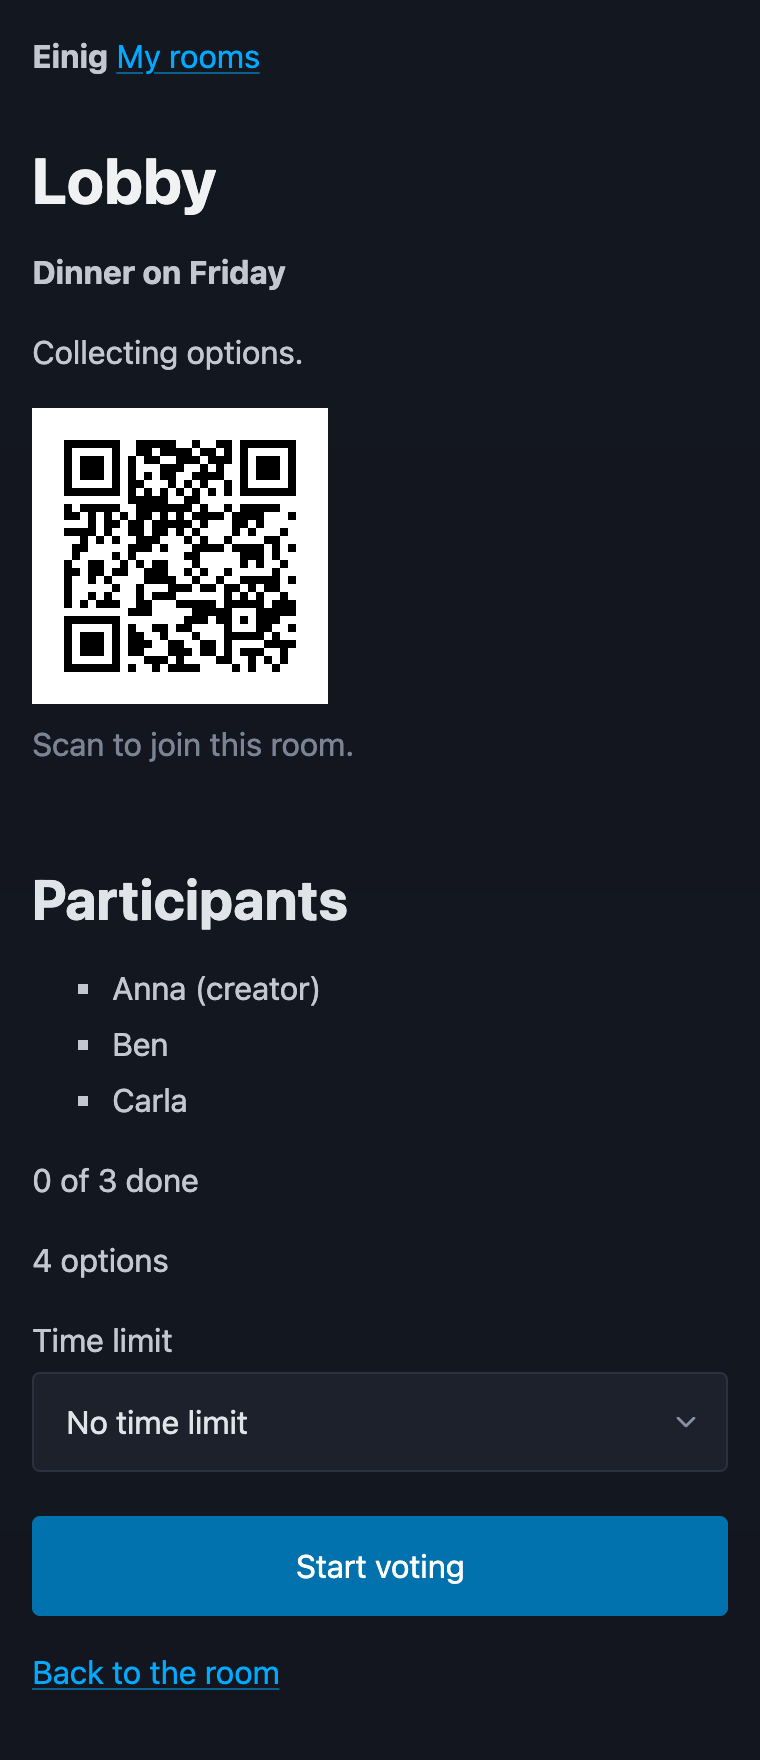 Einig My rooms
Lobby
Dinner on Friday
Collecting options.
Scan to join this room.
Participants
Anna (creator)
Ben
Carla
0 of 3 done
4 options
Time limit
No time limit
Start voting
Back to the room